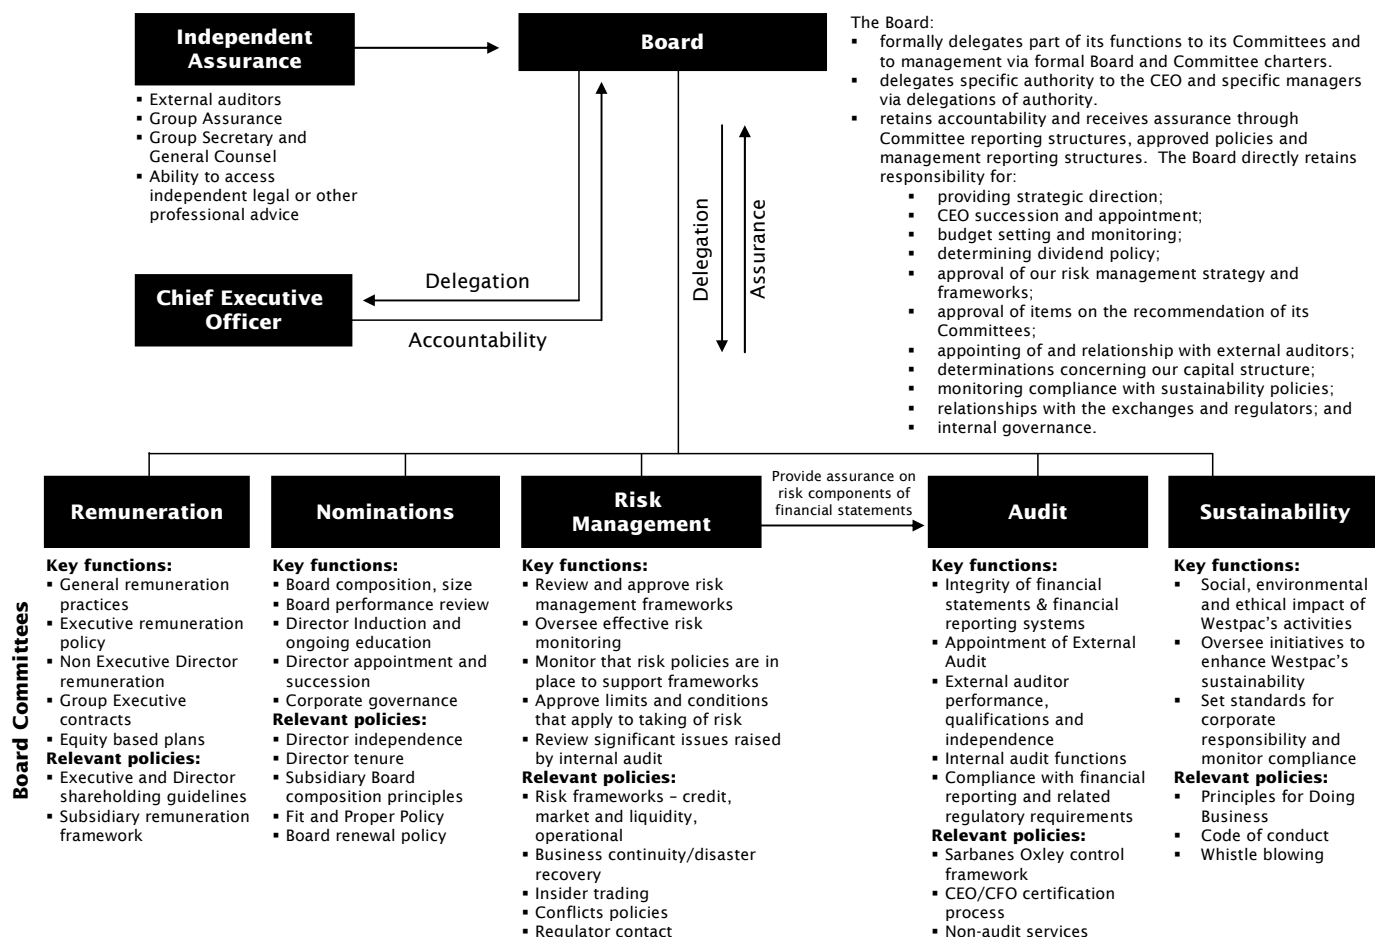 Independent
Assurance
▪ External auditors
▪ Group Assurance
▪ Group Secretary and
General Counsel
▪ Ability to access
independent legal or other
professional advice
Board
The Board:
▪ formally delegates part of its functions to its Committees and
to management via formal Board and Committee charters.
▪ delegates specific authority to the CEO and specific managers
via delegations of authority.
▪ retains accountability and receives assurance through
Committee reporting structures, approved policies and
management reporting structures. The Board directly retains
responsibility for:
▪ providing strategic direction;
▪ CEO succession and appointment;
▪ budget setting and monitoring;
▪ determining dividend policy;
▪ approval of our risk management strategy and
frameworks;
▪ approval of items on the recommendation of its
Committees;
▪ appointing of and relationship with external auditors;
▪ determinations concerning our capital structure;
▪ monitoring compliance with sustainability policies;
▪ relationships with the exchanges and regulators; and
▪ internal governance.
Chief Executive
Officer
Delegation
Accountability
Delegation
Assurance
Board Committees
Remuneration
Key functions:
▪ General remuneration
practices
▪ Executive remuneration
policy
▪ Non Executive Director
remuneration
▪ Group Executive
contracts
▪ Equity based plans
Relevant policies:
▪ Executive and Director
shareholding guidelines
▪ Subsidiary remuneration
framework
Nominations
Key functions:
▪ Board composition, size
▪ Board performance review
▪ Director Induction and
ongoing education
▪ Director appointment and
succession
▪ Corporate governance
Relevant policies:
▪ Director independence
▪ Director tenure
▪ Subsidiary Board
composition principles
▪ Fit and Proper Policy
▪ Board renewal policy
Risk
Management
Key functions:
▪ Review and approve risk
management frameworks
▪ Oversee effective risk
monitoring
▪ Monitor that risk policies are in
place to support frameworks
▪ Approve limits and conditions
that apply to taking of risk
▪ Review significant issues raised
by internal audit
Relevant policies:
▪ Risk frameworks – credit,
market and liquidity,
operational
▪ Business continuity/disaster
recovery
▪ Insider trading
▪ Conflicts policies
▪ Regulator contact
Provide assurance on
risk components of
financial statements
Audit
Key functions:
▪ Integrity of financial
statements & financial
reporting systems
▪ Appointment of External
Audit
▪ External auditor
performance,
qualifications and
independence
▪ Internal audit functions
▪ Compliance with financial
reporting and related
regulatory requirements
Relevant policies:
▪ Sarbanes Oxley control
framework
▪ CEO/CFO certification
process
▪ Non-audit services
Sustainability
Key functions:
▪ Social, environmental
and ethical impact of
Westpac's activities
▪ Oversee initiatives to
enhance Westpac's
sustainability
▪ Set standards for
corporate
responsibility and
monitor compliance
Relevant policies:
▪ Principles for Doing
Business
▪ Code of conduct
▪ Whistle blowing